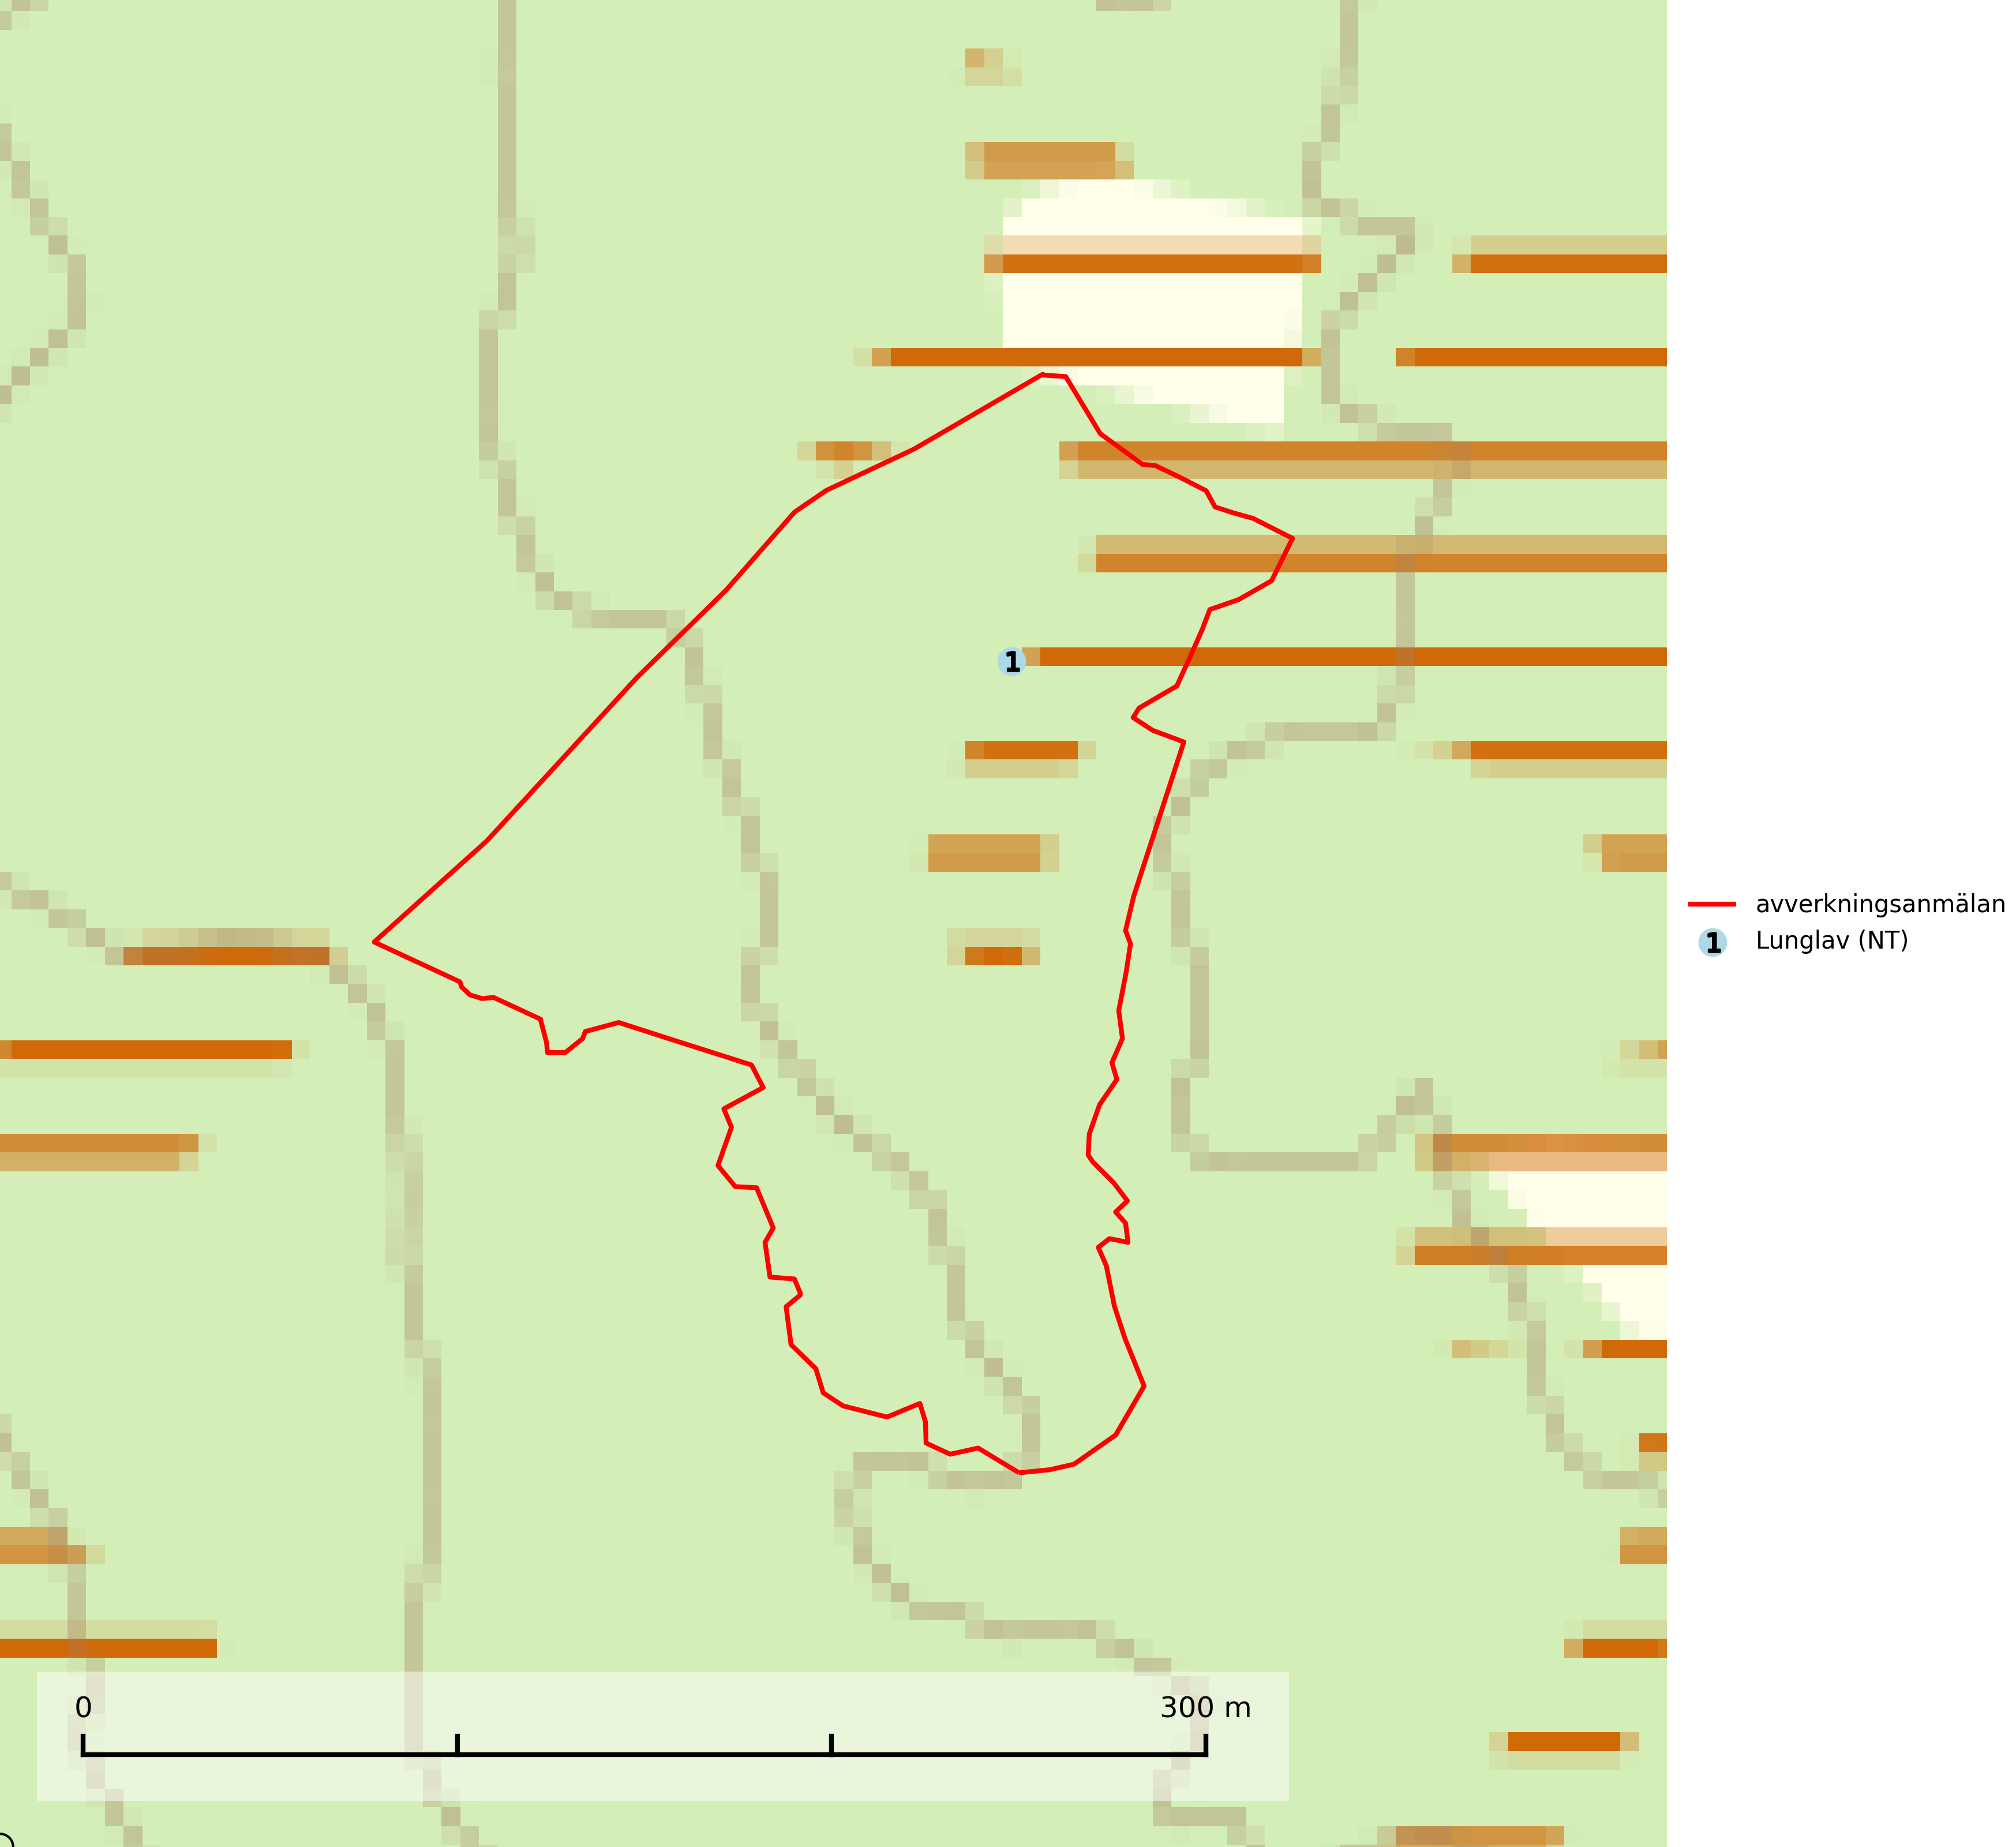 1
avverkningsanmälan
1 Lunglav (NT)
0 300 m